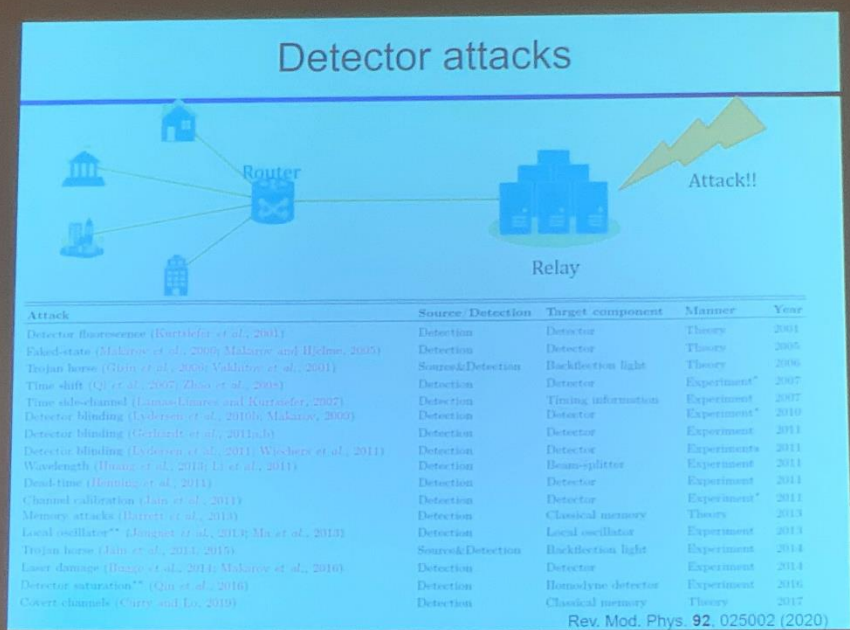 Detector attacks
Router
Attack!!
Relay
Attack Source/Detection Target component Manner Year
Detector fluorescence (Kurtsiefer et al., 2001) Detection Detector Theory 2001
Faked-state (Makarov et al., 2006; Makarov and Hjelme, 2005) Detection Detector Theory 2005
Trojan horse (Gisin et al., 2006; Vakhitov et al., 2001) Source&Detection Backflection light Theory 2006
Time shift (Qi et al., 2007; Zhao et al., 2008) Detection Detector Experiment* 2007
Time side-channel (Lamas-Linares and Kurtsiefer, 2007) Detection Timing information Experiment 2007
Detector blinding (Lydersen et al., 2010b; Makarov, 2009) Detection Detector Experiment* 2010
Detector blinding (Gerhardt et al., 2011a,b) Detection Detector Experiment 2011
Detector blinding (Lydersen et al., 2011; Wiechers et al., 2011) Detection Detector Experiments 2011
Wavelength (Huang et al., 2013; Li et al., 2011) Detection Beam-splitter Experiment 2011
Dead-time (Henning et al., 2011) Detection Detector Experiment 2011
Channel calibration (Jain et al., 2011) Detection Detector Experiment* 2011
Memory attacks (Barrett et al., 2013) Detection Classical memory Theory 2013
Local oscillator** (Jouguet et al., 2013; Ma et al., 2013) Detection Local oscillator Experiment 2013
Trojan horse (Jain et al., 2014, 2015) Source&Detection Backflection light Experiment 2014
Laser damage (Bugge et al., 2014; Makarov et al., 2016) Detection Detector Experiment 2014
Detector saturation** (Qin et al., 2016) Detection Homodyne detector Experiment 2016
Covert channels (Curty and Lo, 2019) Detection Classical memory Theory 2017
Rev. Mod. Phys. 92, 025002 (2020)